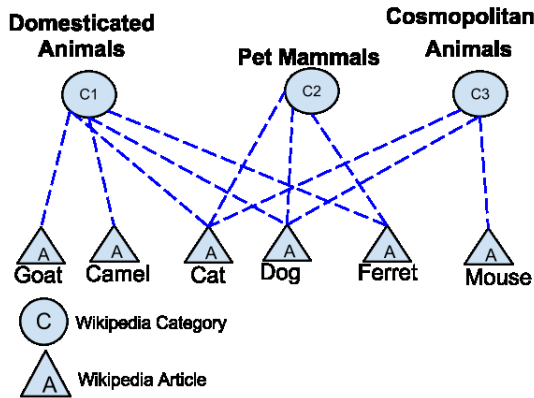 Domesticated
Animals
Pet Mammals
Cosmopolitan
Animals
C1
C2
C3
A
A
A
A
A
A
Goat
Camel
Cat
Dog
Ferret
Mouse
C
Wikipedia Category
A
Wikipedia Article